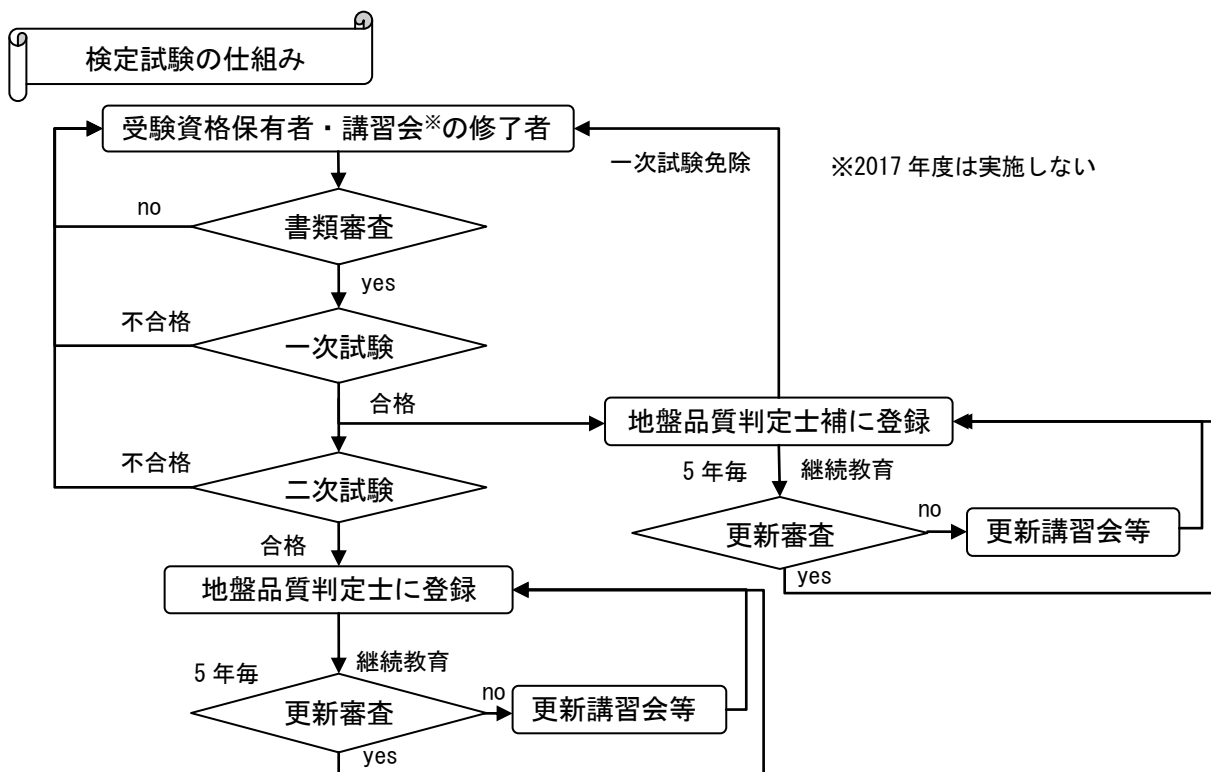 検定試験の仕組み
受験資格保有者・講習会※の修了者
一次試験免除
※2017年度は実施しない
no
書類審査
yes
不合格
一次試験
合格
地盤品質判定士補に登録
不合格
二次試験
5年毎
継続教育
更新審査
no
更新講習会等
yes
合格
地盤品質判定士に登録
5年毎
継続教育
更新審査
no
更新講習会等
yes